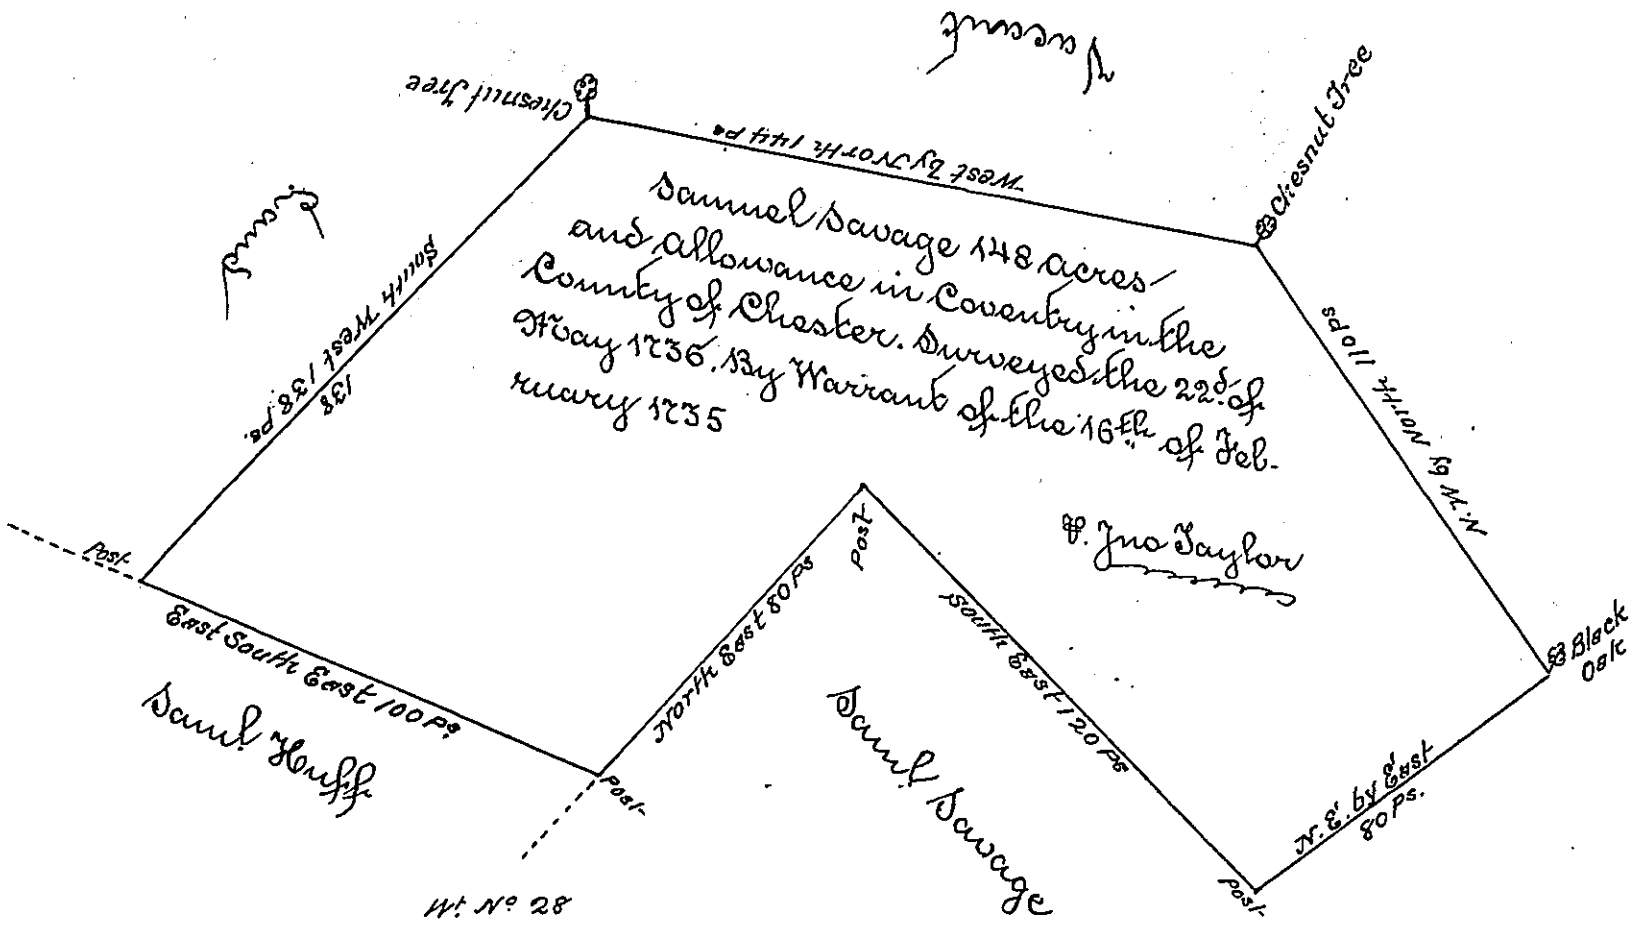 Vacant
Chesnut Tree
Chesnut Tree
West by North 144 Ps
Vacant
South West 138 Ps.
138
Samuel Savage 148 acres
and allowance in Coventry in the
County of Chester. Surveyed the 22d. of
May 1736. By Warrant of the 16th of Feb-
ruary 1735
N.W by North 110 ps
P. Jno Taylor
Post
Post
East South East 100 Ps.
North East 80 Ps
South East 120 Ps
Black
Oak
N. E. by East
80 Ps.
Saml. Huff
Saml. Savage
Post
Post
Wt. No 28